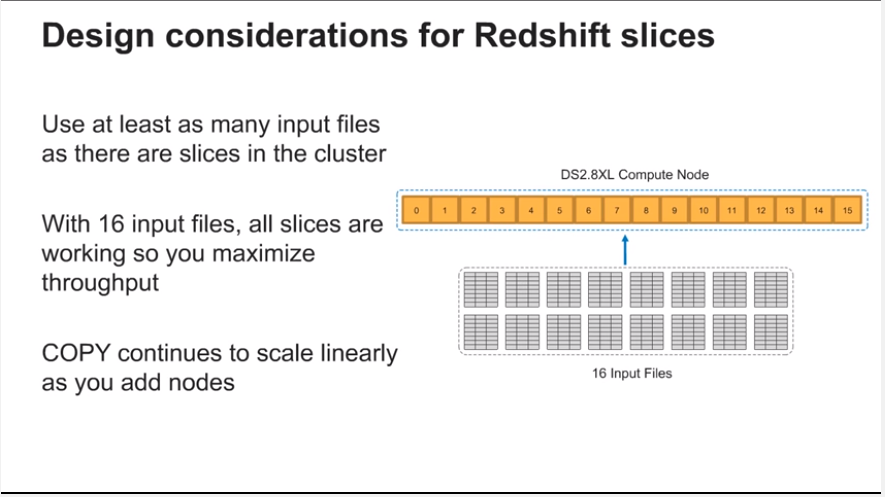 Design considerations for Redshift slices
Use at least as many input files
as there are slices in the cluster
With 16 input files, all slices are
working so you maximize
throughput
COPY continues to scale linearly
as you add nodes
DS2.8XL Compute Node
0 1 2 3 4 5 6 7 8 9 10 11 12 13 14 15
16 Input Files